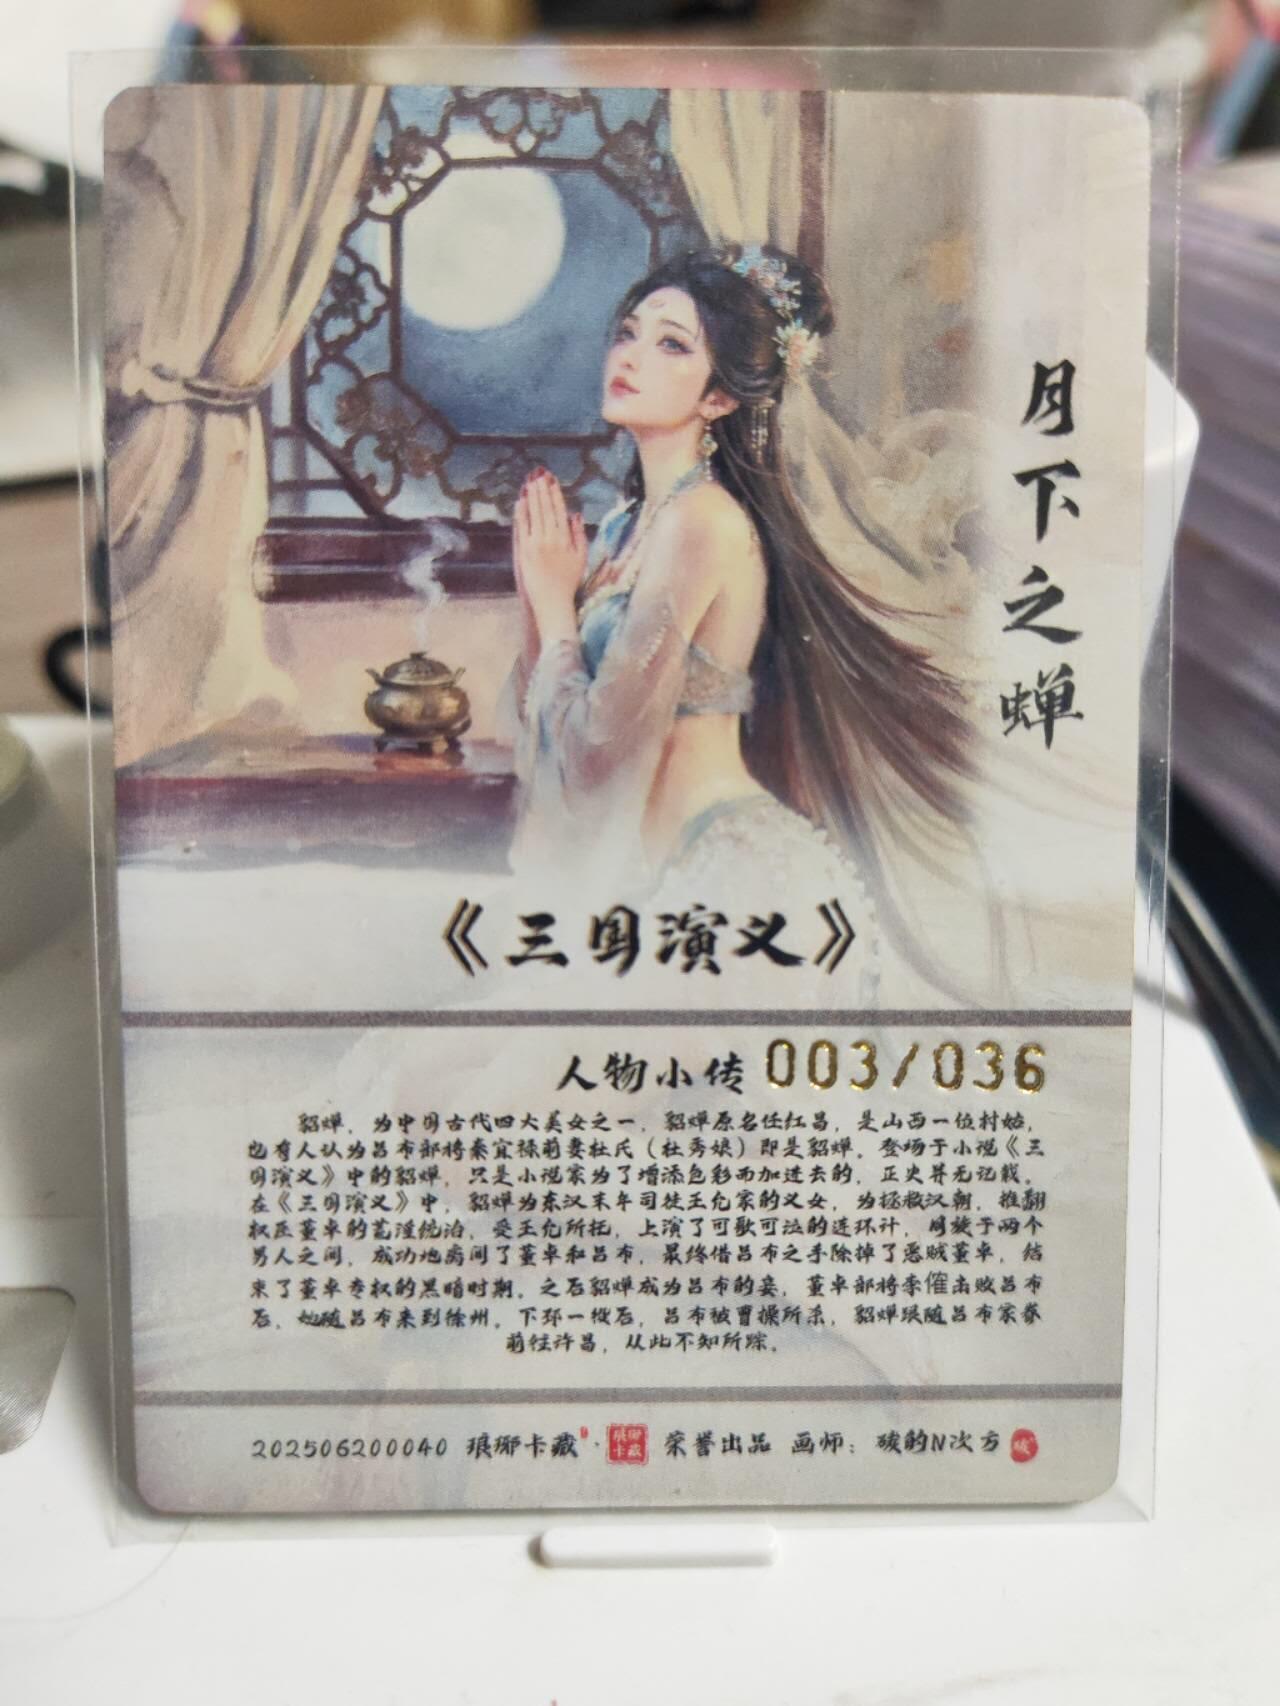 月下之蝉
《三国演义》
人物小传 003/036
貂蝉，为中国古代四大美女之一，貂蝉原名任红昌，是山西一位村姑，
也有人认为吕布部将秦宜禄前妻杜氏（杜秀娘）即是貂蝉。登场于小说《三
国演义》中的貂蝉，只是小说家为了增添色彩而加进去的，正史并无记载。
在《三国演义》中，貂蝉为东汉末年司徒王允家的义女，为拯救汉朝，推翻
权臣董卓的荒淫统治，受王允所托，上演了可歌可泣的连环计，周旋于两个
男人之间，成功地离间了董卓和吕布，最终借吕布之手除掉了恶贼董卓，结
束了董卓专权的黑暗时期。之后貂蝉成为吕布的妾，董卓部将李傕击败吕布
后，她随吕布来到徐州。下邳一役后，吕布被曹操所杀，貂蝉跟随吕布家眷
前往许昌，从此不知所踪。
202506200040 琅琊卡藏·琅琊卡藏 荣誉出品 画师：碳的N次方 碳